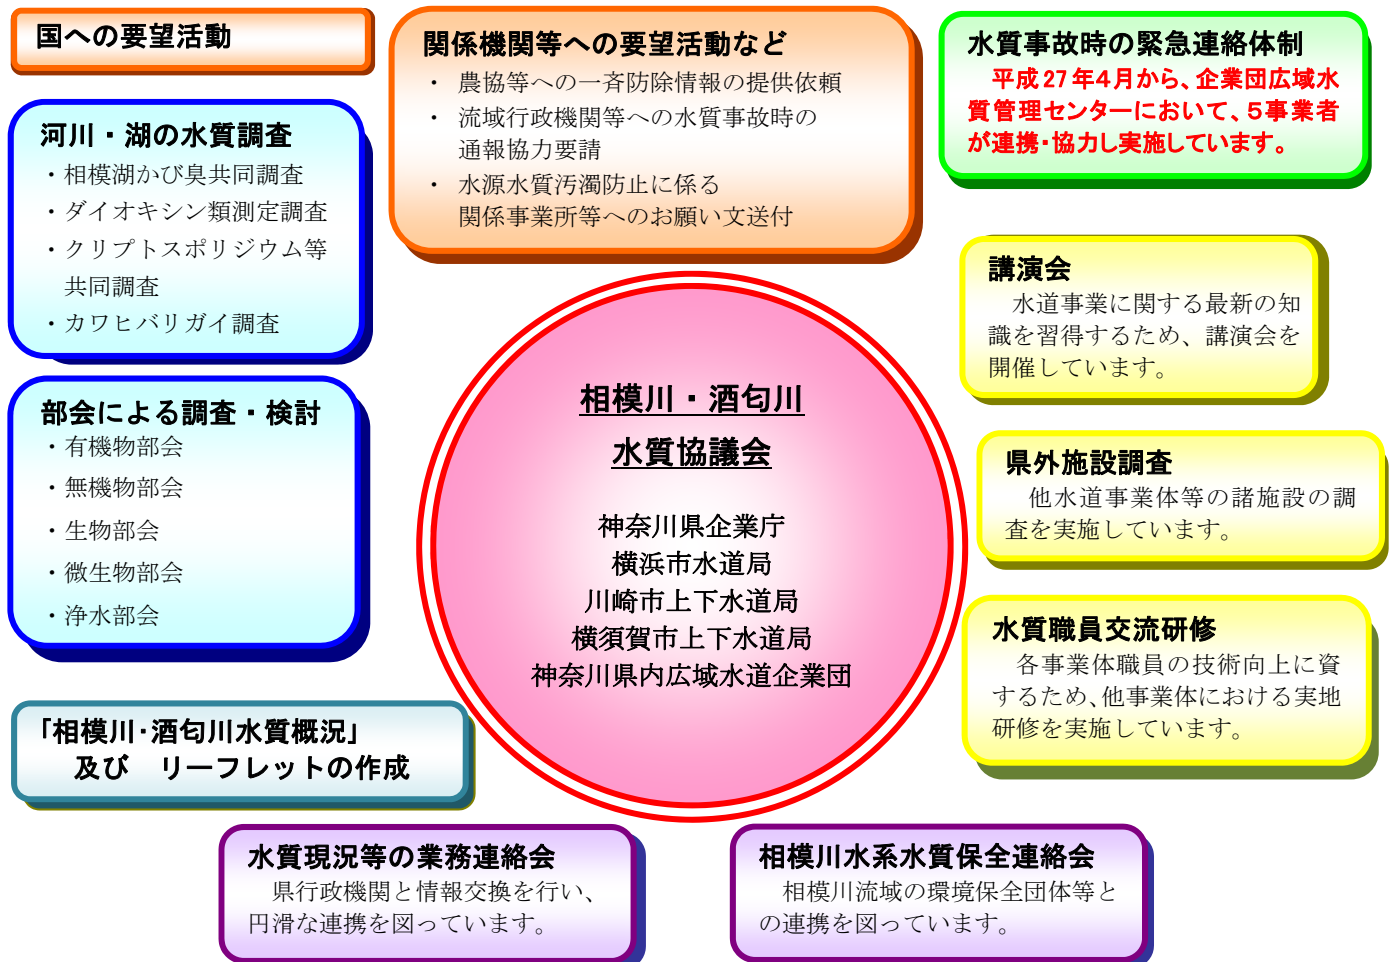 国への要望活動
関係機関等への要望活動など
・ 農協等への一斉防除情報の提供依頼
・ 流域行政機関等への水質事故時の
通報協力要請
・ 水源水質汚濁防止に係る
関係事業所等へのお願い文送付
水質事故時の緊急連絡体制
平成27年4月から、企業団広域水
質管理センターにおいて、5事業者
が連携・協力し実施しています。
河川・湖の水質調査
・相模湖かび臭共同調査
・ダイオキシン類測定調査
・クリプトスポリジウム等
共同調査
・カワヒバリガイ調査
講演会
水道事業に関する最新の知
識を習得するため、講演会を
開催しています。
部会による調査・検討
・有機物部会
・無機物部会
・生物部会
・微生物部会
・浄水部会
相模川・酒匂川
水質協議会
神奈川県企業庁
横浜市水道局
川崎市上下水道局
横須賀市上下水道局
神奈川県内広域水道企業団
県外施設調査
他水道事業体等の諸施設の調
査を実施しています。
水質職員交流研修
各事業体職員の技術向上に資
するため、他事業体における実地
研修を実施しています。
「相模川・酒匂川水質概況」
及び　リーフレットの作成
水質現況等の業務連絡会
県行政機関と情報交換を行い、
円滑な連携を図っています。
相模川水系水質保全連絡会
相模川流域の環境保全団体等と
の連携を図っています。